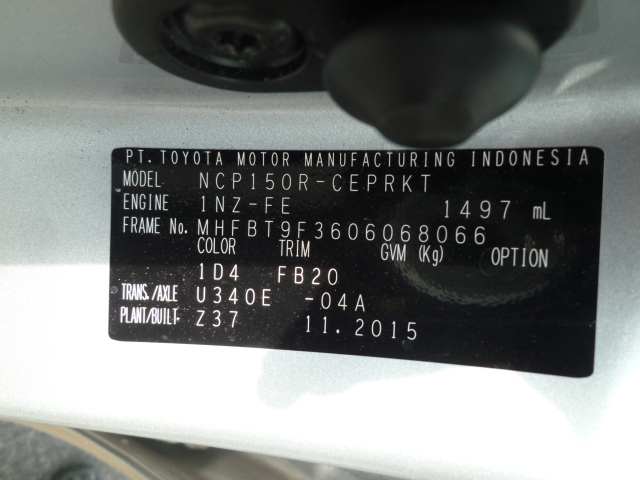 PT. TOYOTA MOTOR MANUFACTURING INDONESIA
MODEL NCP150R-CEPRKT
ENGINE 1NZ-FE 1497 mL
FRAME No. MHFBT9F3606068066
COLOR TRIM GVM (Kg) OPTION
1D4 FB20
TRANS./AXLE U340E -04A
PLANT/BUILT- Z37 11.2015